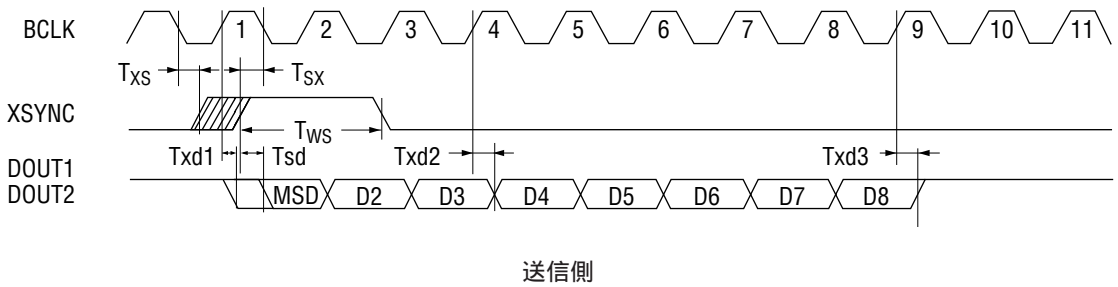 BCLK 1 2 3 4 5 6 7 8 9 10 11
TXS TSX
XSYNC
TWS
Txd1 Tsd Txd2 Txd3
DOUT1
DOUT2 MSD D2 D3 D4 D5 D6 D7 D8
送信側